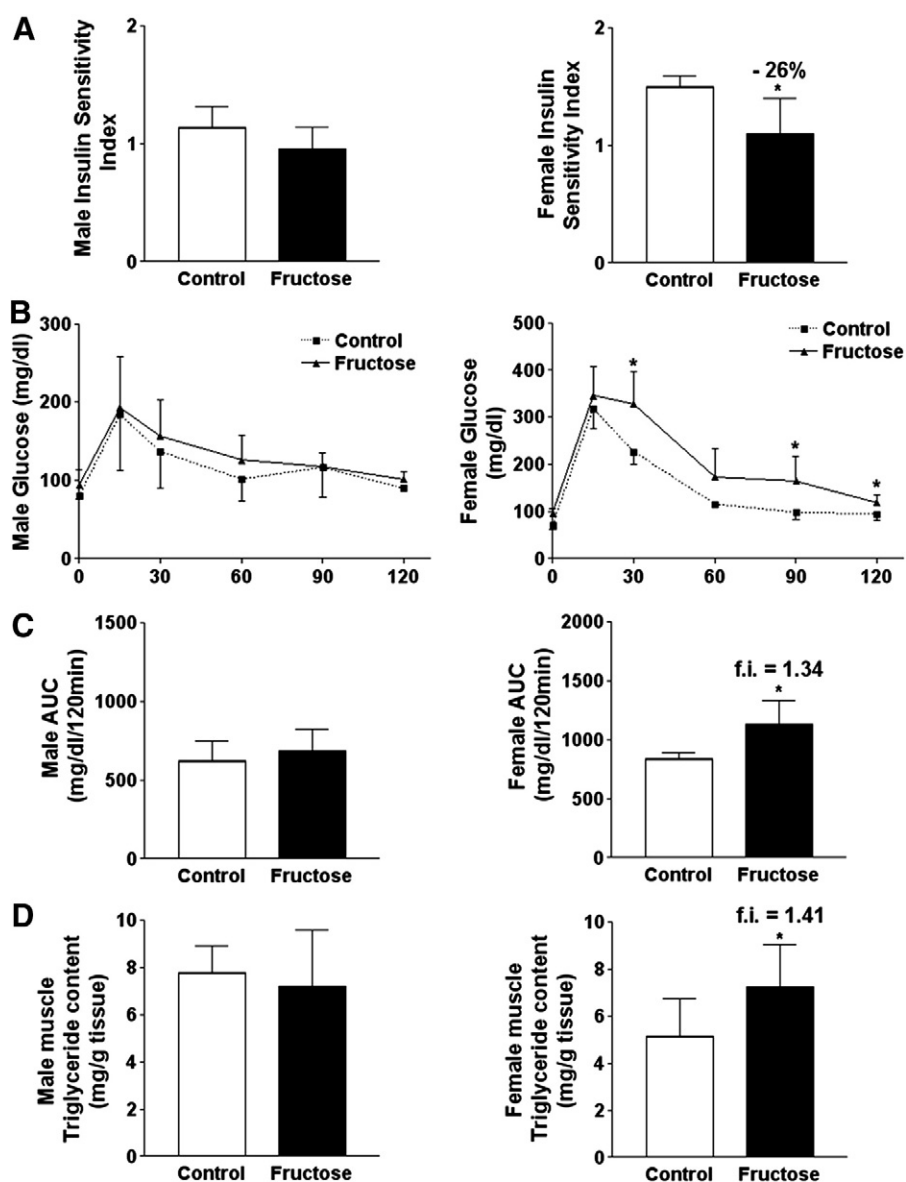 A
Male Insulin Sensitivity
Index
2
1
0
Control Fructose
Female Insulin
Sensitivity Index
2
1
0
- 26%
*
Control Fructose
B
Male Glucose (mg/dl)
300
200
100
0
0 30 60 90 120
Control
Fructose
Female Glucose
(mg/dl)
500
400
300
200
100
0
0 30 60 90 120
Control
Fructose
*
*
*
C
Male AUC
(mg/dl/120min)
1500
1000
500
0
Control Fructose
Female AUC
(mg/dl/120min)
2000
1500
1000
500
0
f.i. = 1.34
*
Control Fructose
D
Male muscle
Triglyceride content
(mg/g tissue)
10
8
6
4
2
0
Control Fructose
Female muscle
Triglyceride content
(mg/g tissue)
10
8
6
4
2
0
f.i. = 1.41
*
Control Fructose